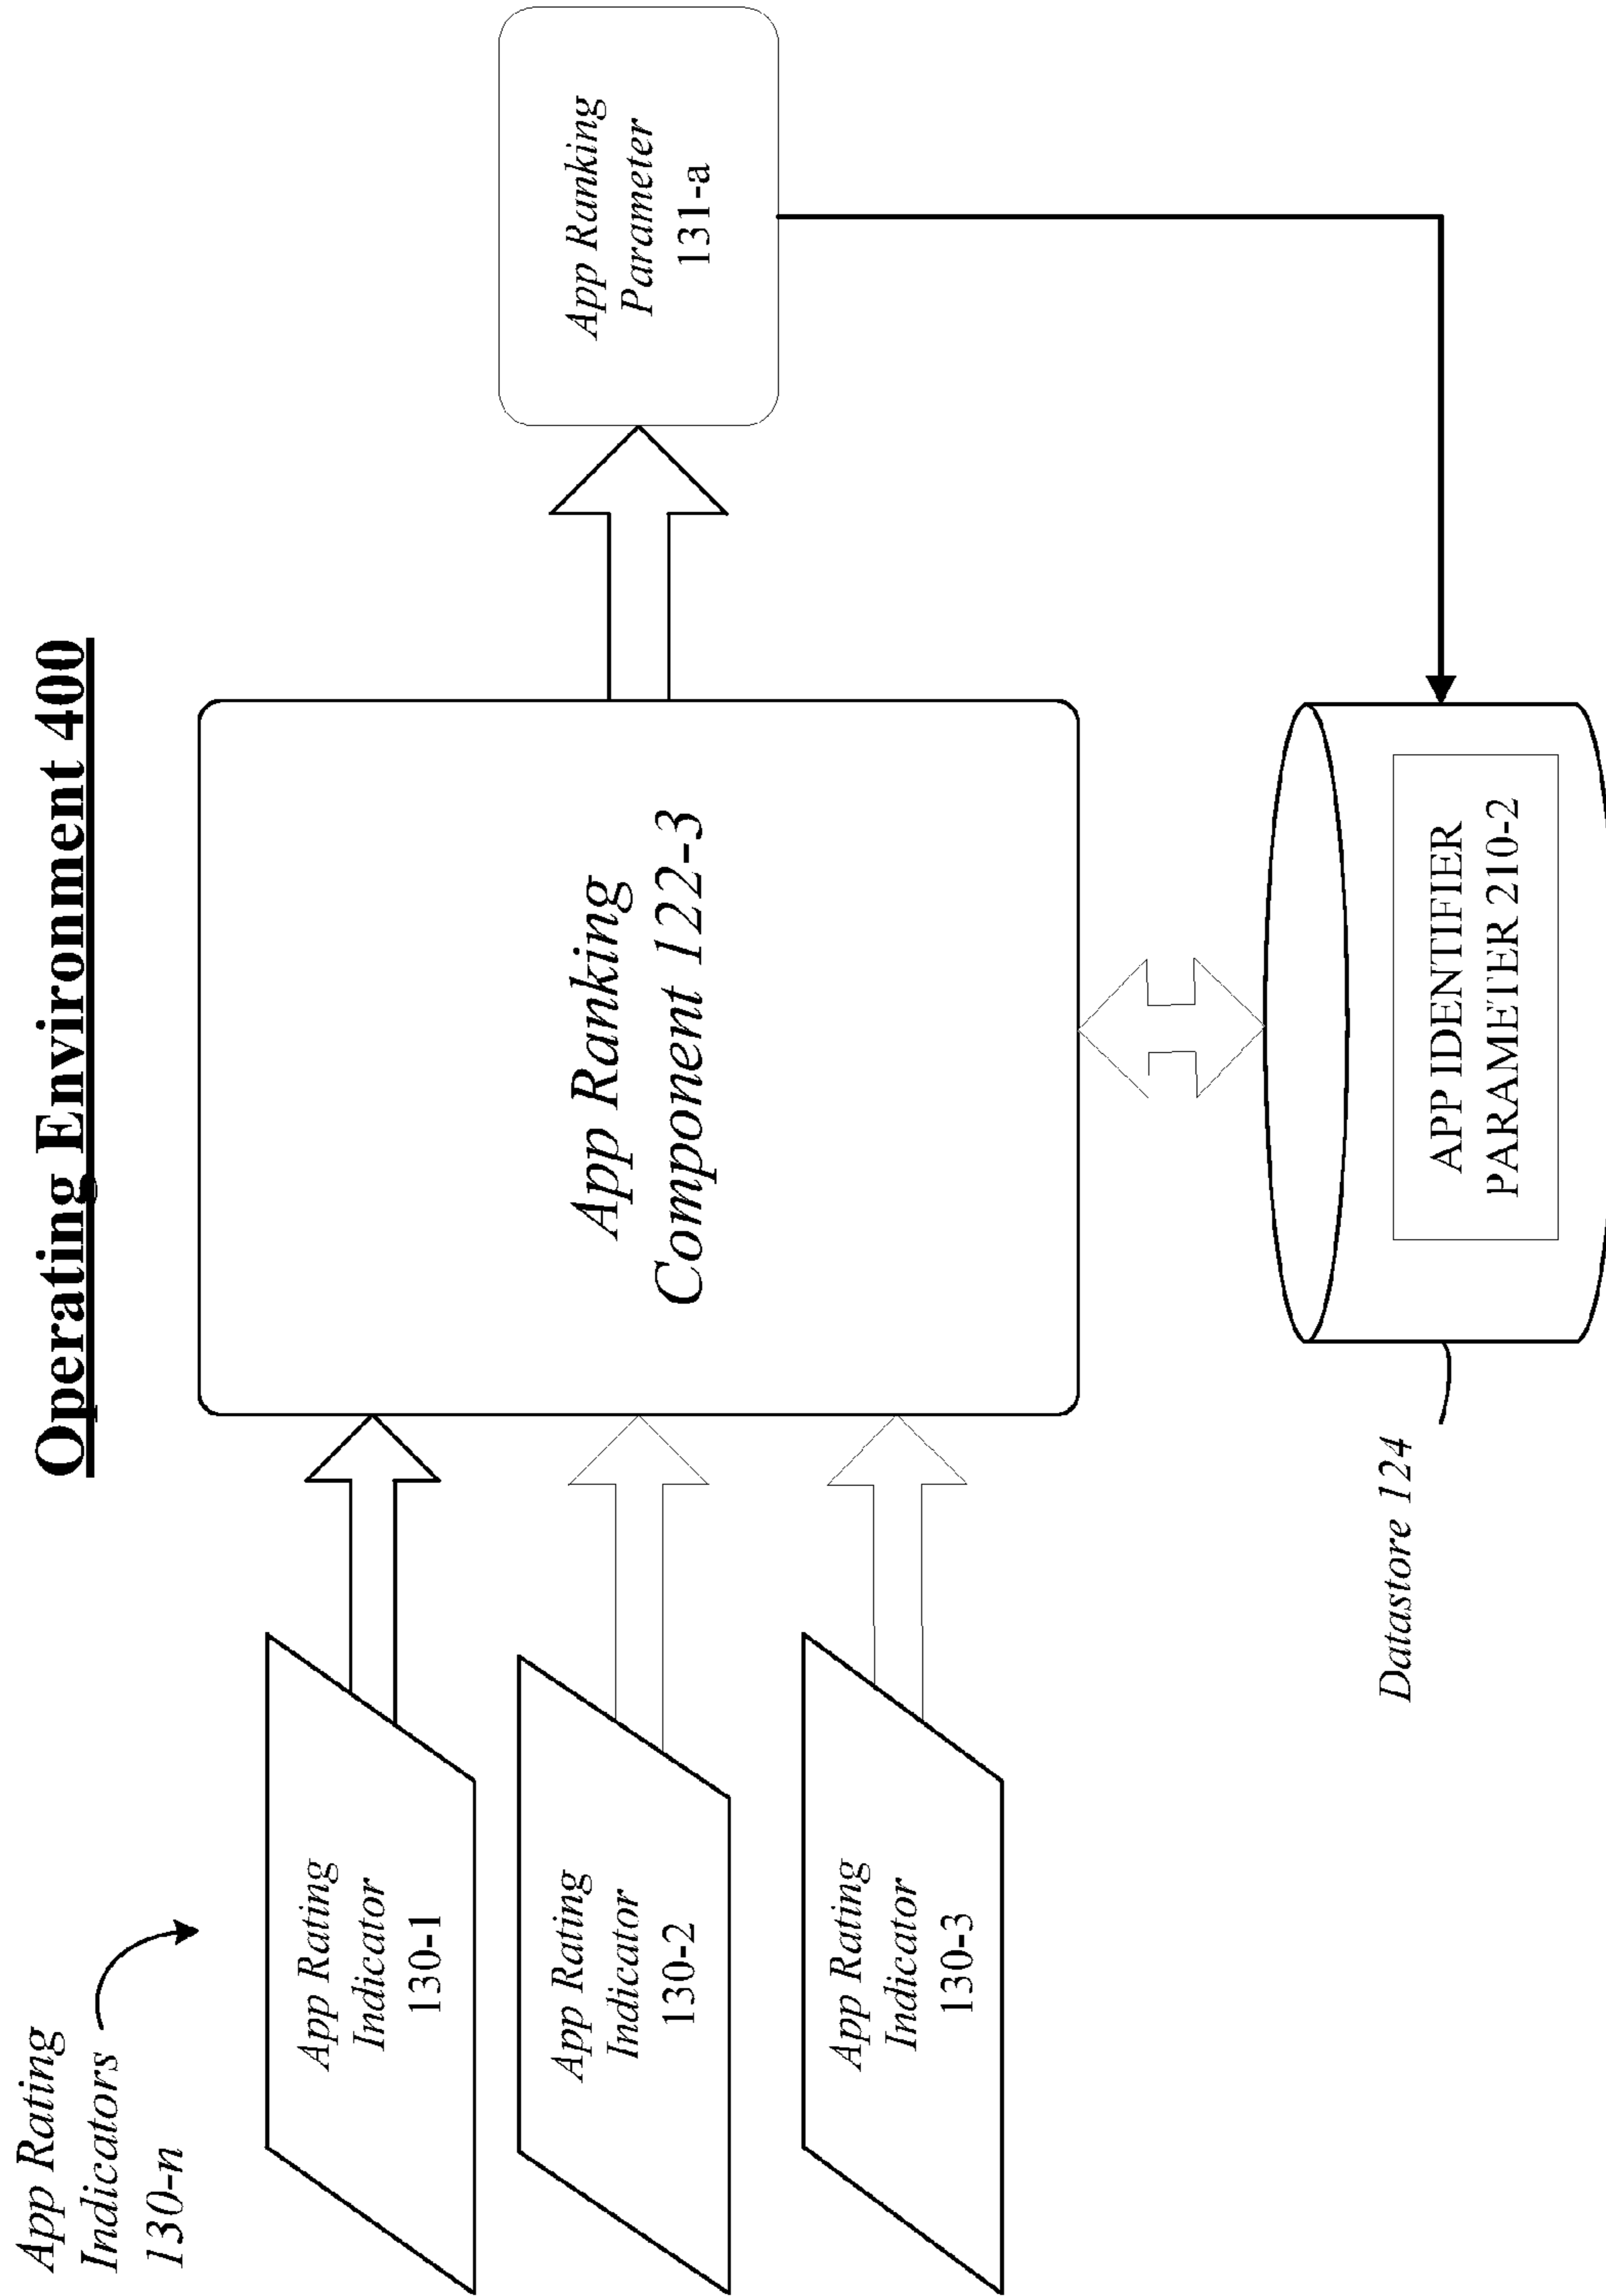 Operating Environment 400
App Rating
Indicators
130-n
App Rating
Indicator
130-1
App Rating
Indicator
130-2
App Rating
Indicator
130-3
App Ranking
Component 122-3
App Ranking
Parameter
131-a
Datastore 124
APP IDENTIFIER
PARAMETER 210-2